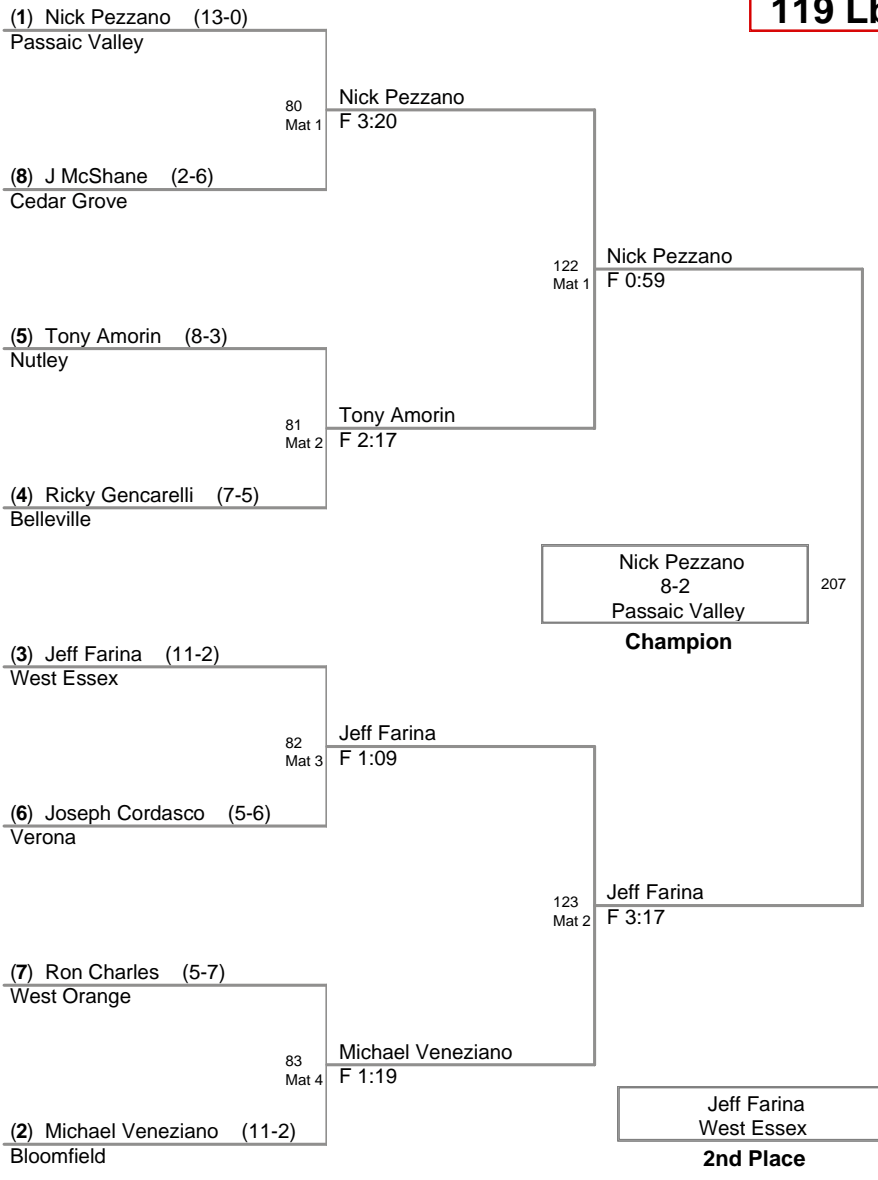 119 Lb
(1) Nick Pezzano (13-0)
Passaic Valley
80
Mat 1
Nick Pezzano
F 3:20
(8) J McShane (2-6)
Cedar Grove
122
Mat 1
Nick Pezzano
F 0:59
(5) Tony Amorin (8-3)
Nutley
81
Mat 2
Tony Amorin
F 2:17
(4) Ricky Gencarelli (7-5)
Belleville
Nick Pezzano
8-2
Passaic Valley
207
Champion
(3) Jeff Farina (11-2)
West Essex
82
Mat 3
Jeff Farina
F 1:09
(6) Joseph Cordasco (5-6)
Verona
123
Mat 2
Jeff Farina
F 3:17
(7) Ron Charles (5-7)
West Orange
83
Mat 4
Michael Veneziano
F 1:19
(2) Michael Veneziano (11-2)
Bloomfield
Jeff Farina
West Essex
2nd Place